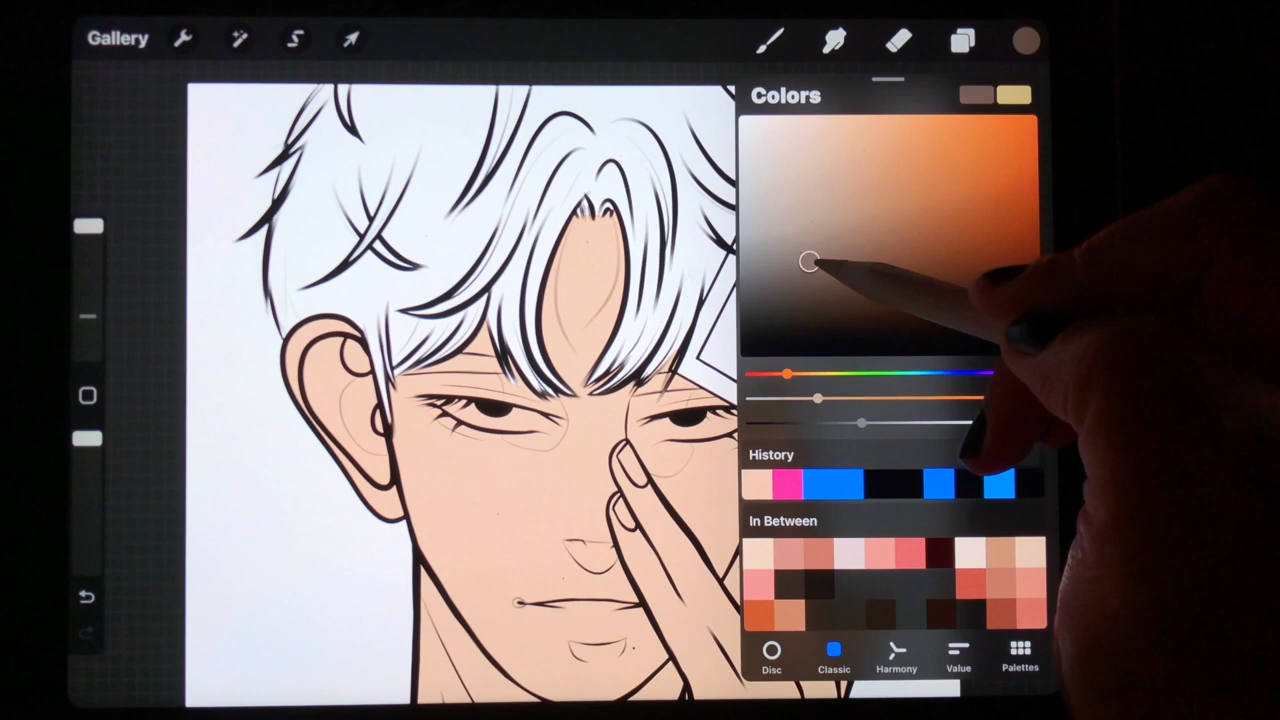 Gallery
Colors
History
In Between
Disc
Classic
Harmony
Value
Palettes